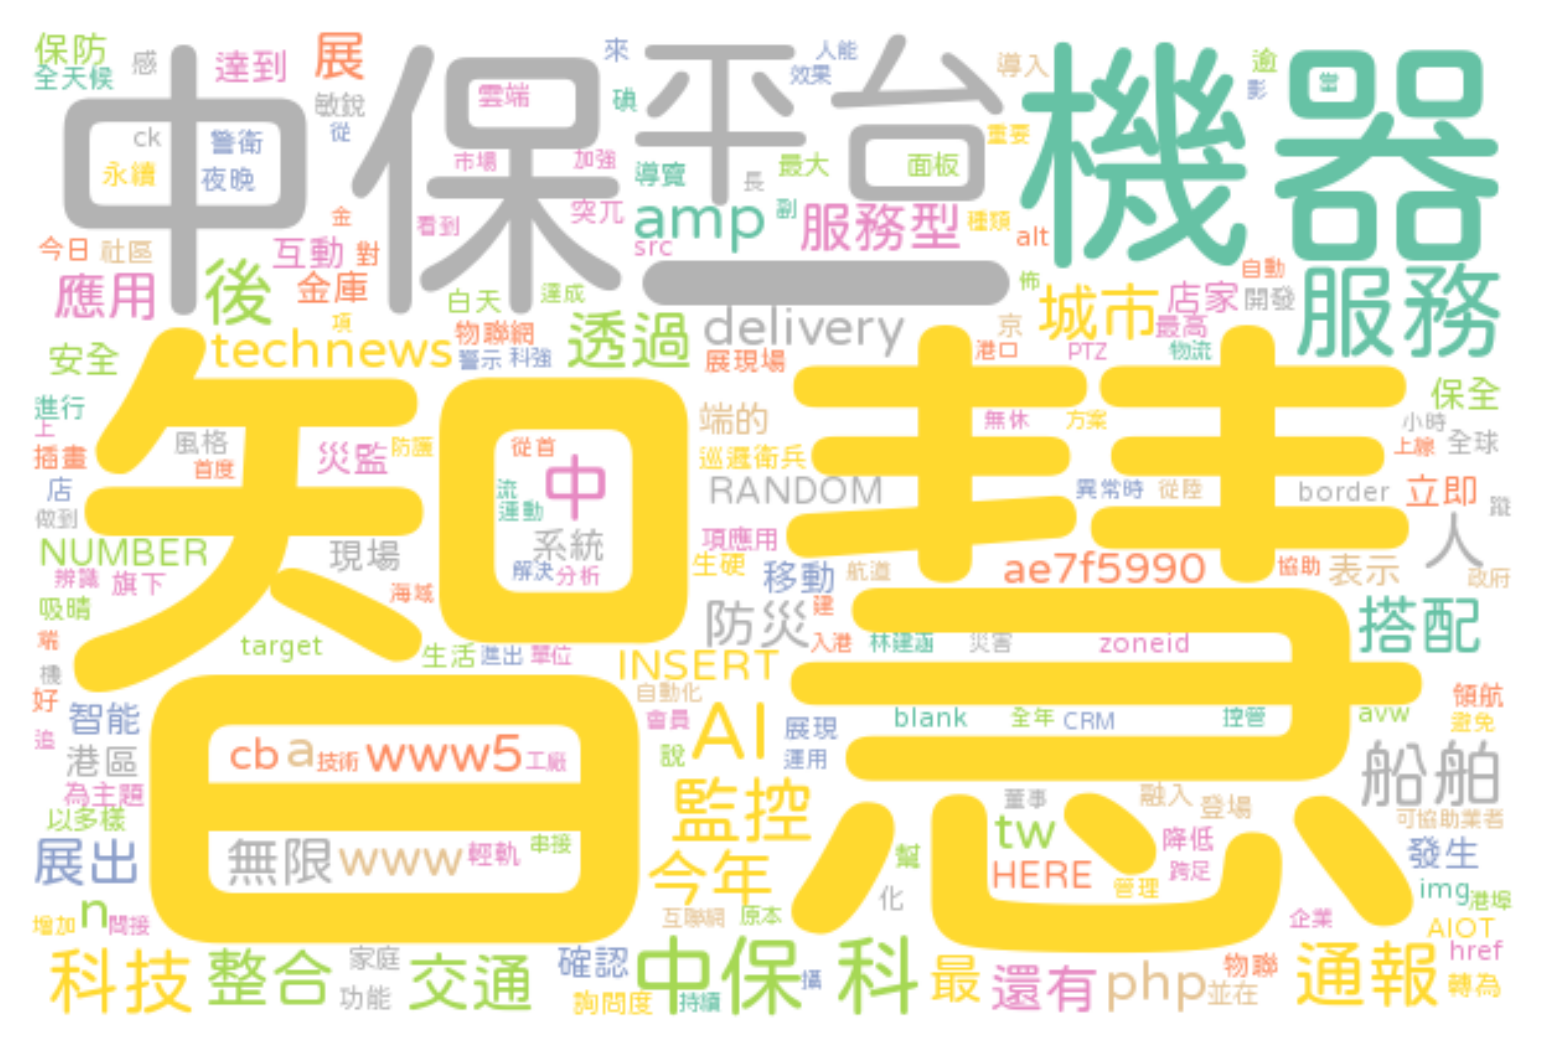 保防 感 達到 展 來 人能 導入 逾
全天候 敏銳 從 雲端 碘 效果 影 當
中保 平台 機器
ck 警衛 市場 加強 導覽 長 最大 面板 重要
永續 夜晚 金 看到 突兀 amp 副 服務型 種類 alt
今日 社區 互動 對 src 自動
應用 後 金庫 白天 達成 一 佈 城市 店家 開發 服務
項 物聯網 透過 delivery 京 最高
安全 technews 警示 科強 展現場 港口 PTZ 物流
智慧
進行 上 風格 災監 防護 從首 端的 無休 方案 小時 保全
插畫 首度 中 巡邏衛兵 上線 全球
店 流 運動 RANDOM 異常時 從陸 border 立即 蹤
做到 系統 項應用 人
NUMBER 現場 解決 分析 生硬 移動 航道 ae7f5990 協助 表示 政府
辨識 旗下 海域 防災 建
吸睛 端 target 生活 進出 單位 入港 林建涵 災害 zoneid 搭配
機 INSERT
好 智能 自動化 會員 AI 展現 blank 全年 CRM 控管 avw 領航 避免
追 港區 cb a 技術 www5 工廠 說 運用 船舶
為主題 監控 董事 融入 登場
以多樣 無限 www 輕軌 串接 幫 tw 降低 可協助業者
展出 今年 HERE 管理 跨足 發生
增加 n 間接 互聯網 原本 化 企業 img 港埠 AIOT
科技 整合 家庭 功能 交通 確認 中保 攝 科 最 還有 php 物聯 通報 href
詢問度 持續 並在 轉為